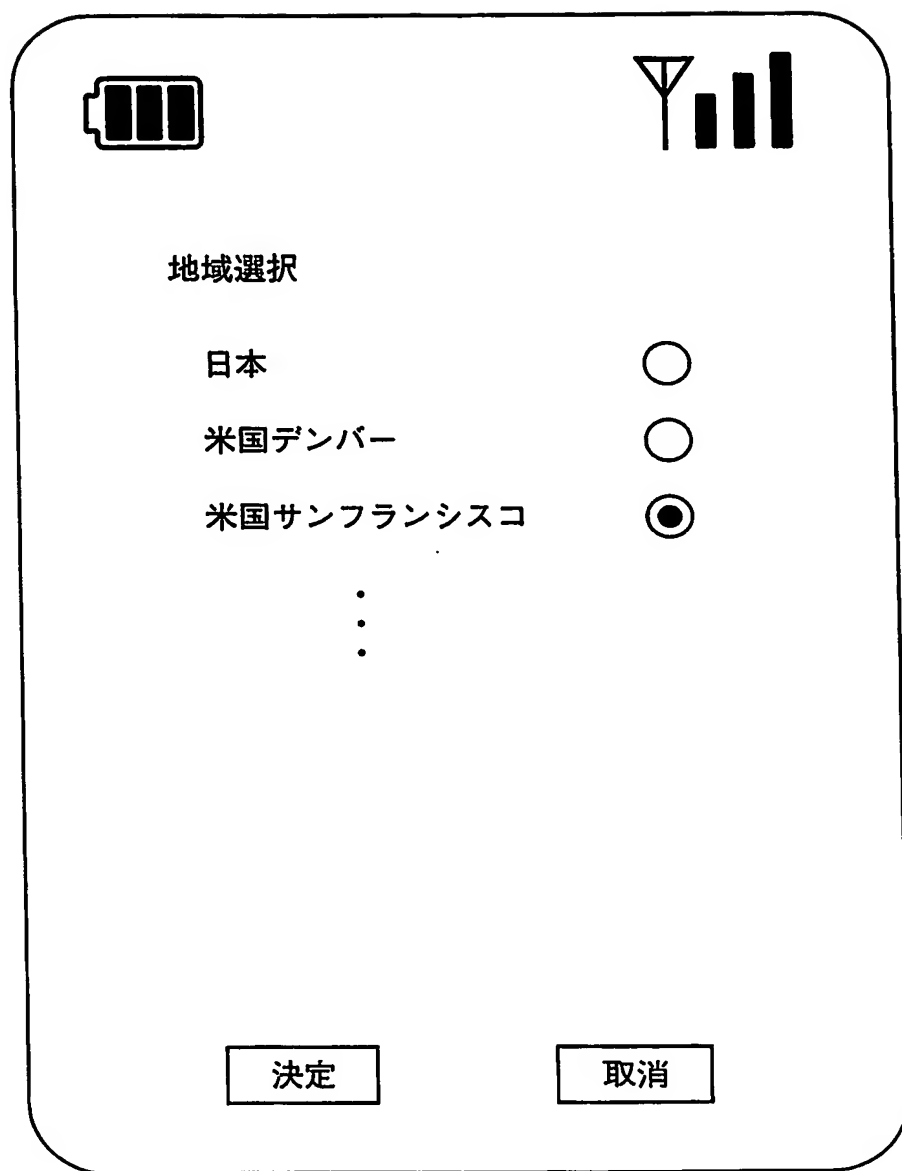 地域選択
日本
米国デンバー
米国サンフランシスコ
決定
取消